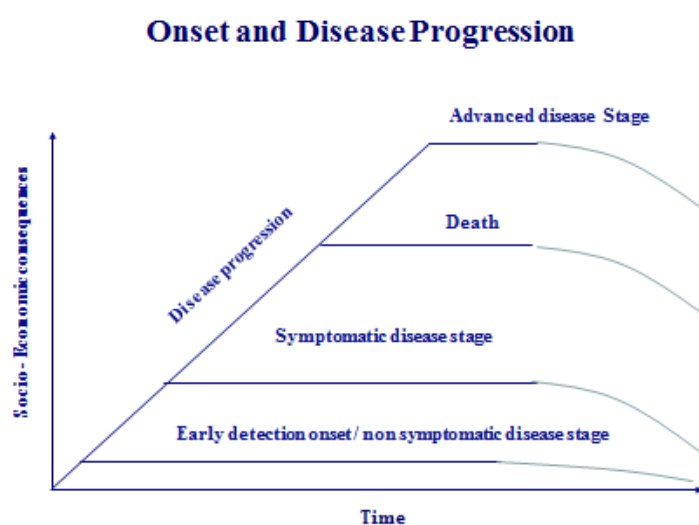 Onset and Disease Progression
Advanced disease Stage
Death
Disease progression
Symptomatic disease stage
Early detection onset/ non symptomatic disease stage
Socio-Economic consequences
Time